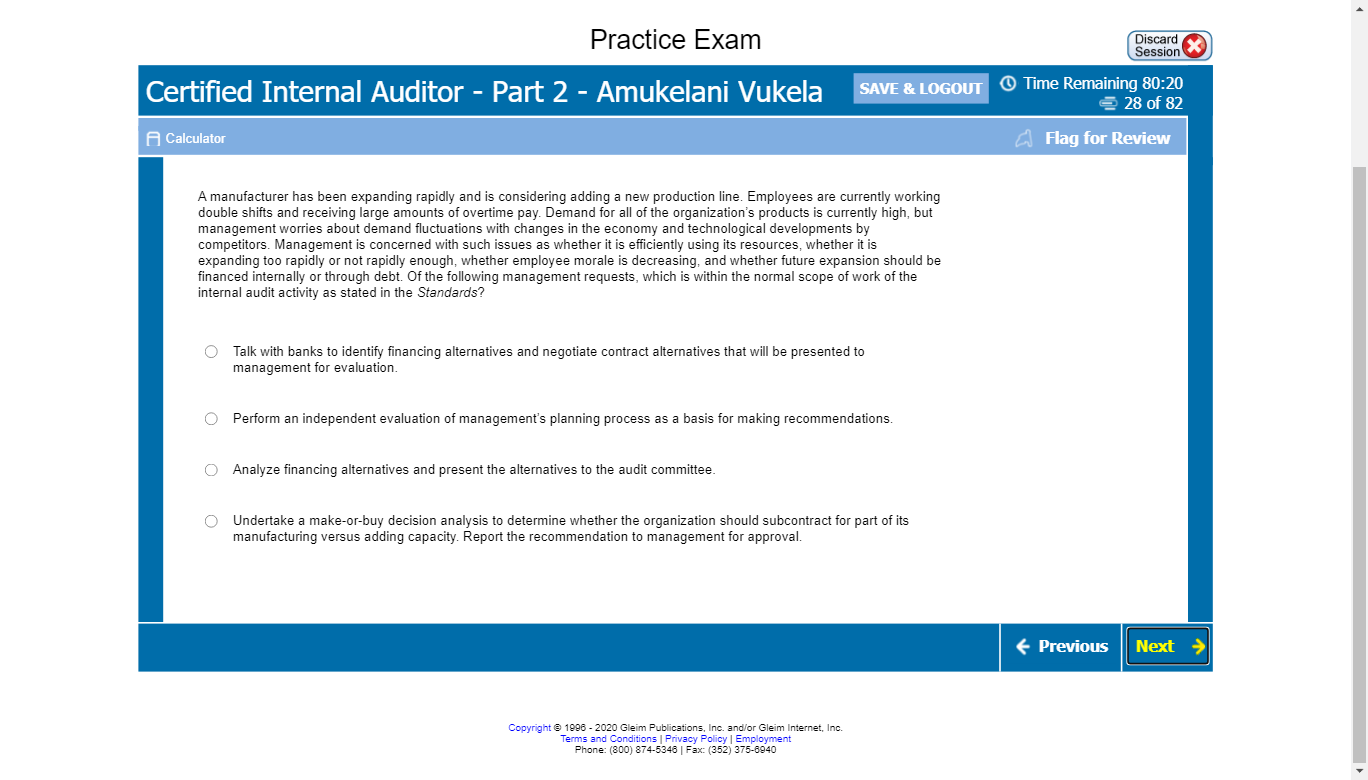 Practice Exam
Discard
Session
Certified Internal Auditor - Part 2 - Amukelani Vukela
SAVE & LOGOUT
Time Remaining 80:20
28 of 82
Calculator
Flag for Review
A manufacturer has been expanding rapidly and is considering adding a new production line. Employees are currently working
double shifts and receiving large amounts of overtime pay. Demand for all of the organization's products is currently high, but
management worries about demand fluctuations with changes in the economy and technological developments by
competitors. Management is concerned with such issues as whether it is efficiently using its resources, whether it is
expanding too rapidly or not rapidly enough, whether employee morale is decreasing, and whether future expansion should be
financed internally or through debt. Of the following management requests, which is within the normal scope of work of the
internal audit activity as stated in the Standards?
Talk with banks to identify financing alternatives and negotiate contract alternatives that will be presented to
management for evaluation.
Perform an independent evaluation of management's planning process as a basis for making recommendations.
Analyze financing alternatives and present the alternatives to the audit committee.
Undertake a make-or-buy decision analysis to determine whether the organization should subcontract for part of its
manufacturing versus adding capacity. Report the recommendation to management for approval.
Previous
Next
Copyright © 1996 - 2020 Gleim Publications, Inc. and/or Gleim Internet, Inc.
Terms and Conditions | Privacy Policy | Employment
Phone: (800) 874-5346 | Fax: (352) 375-6940